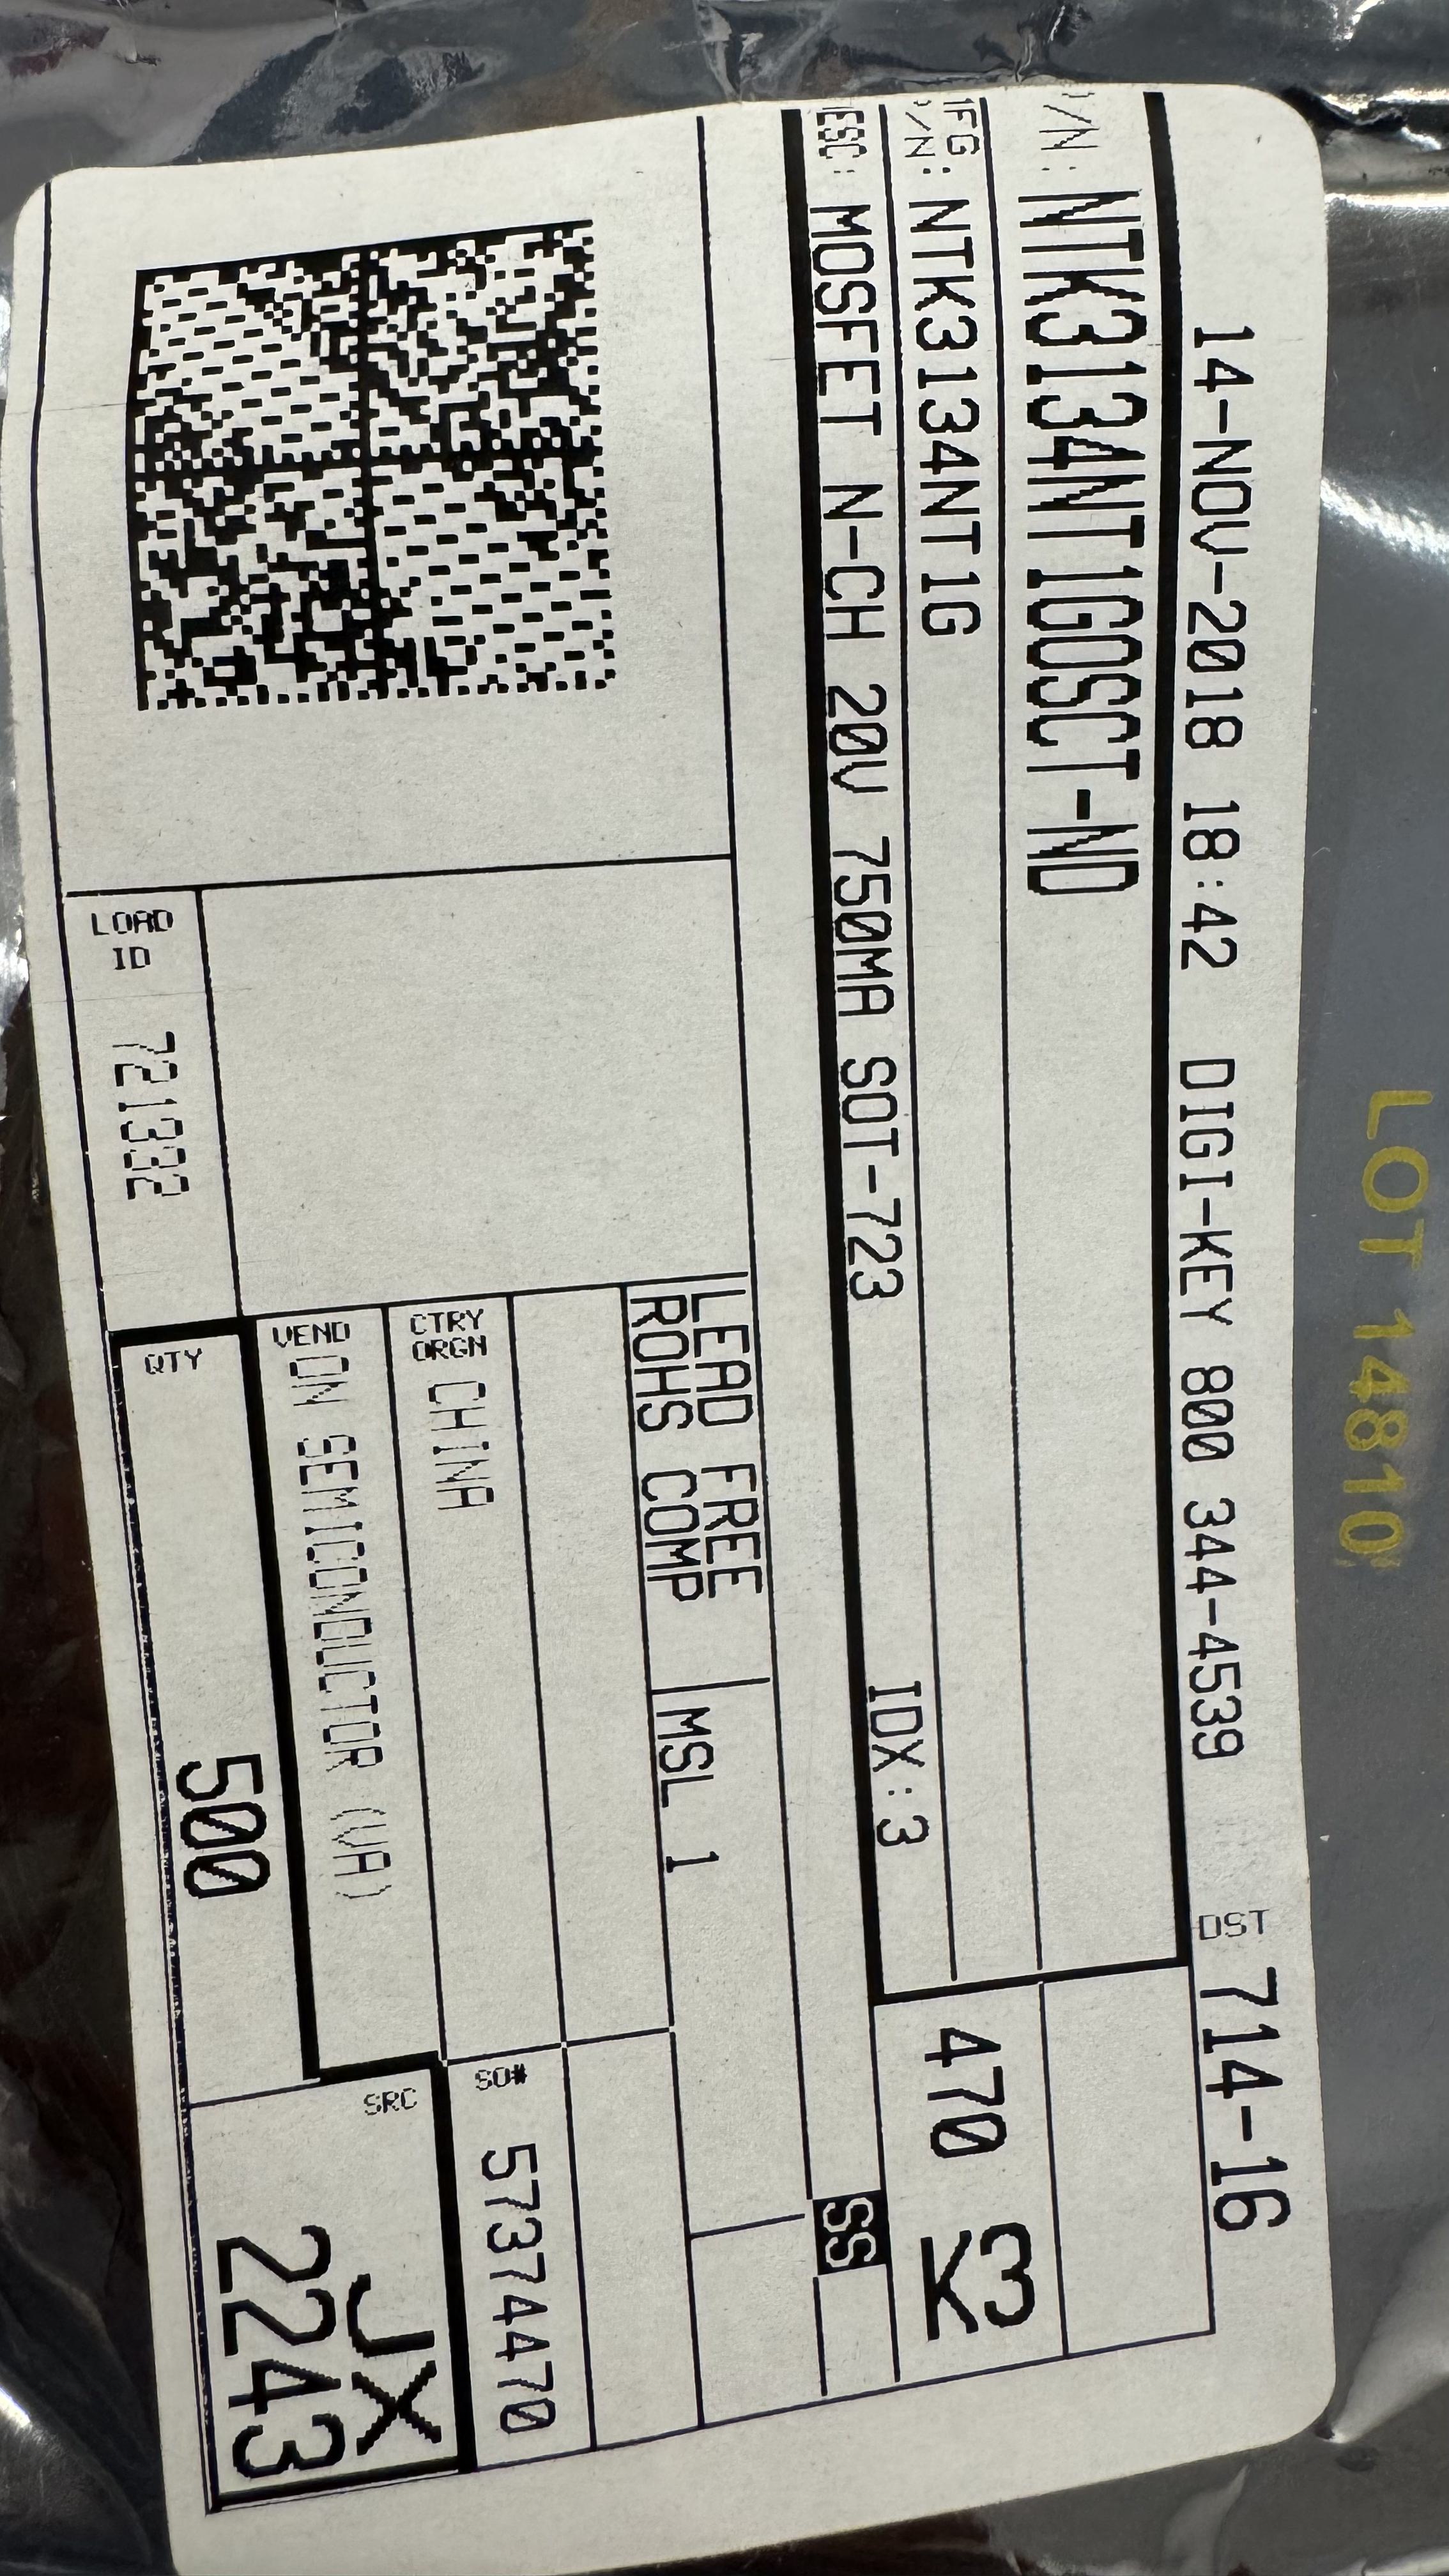 LOT 14810
14-NOV-2018 18:42 DIGI-KEY 800 344-4539
DST 714-16
P/N: NTK3134NT1GOSCT-ND
MFG
P/N: NTK3134NT1G
470 K3
DESC: MOSFET N-CH 20V 750MA SOT-723
IDX:3
SS
LEAD FREE
ROHS COMP
MSL 1
CTRY
ORGN CHINA
SO# 57374470
VEND ON SEMICONDUCTOR (VA)
LOAD
ID 721332
QTY 500
SRC JX
2243